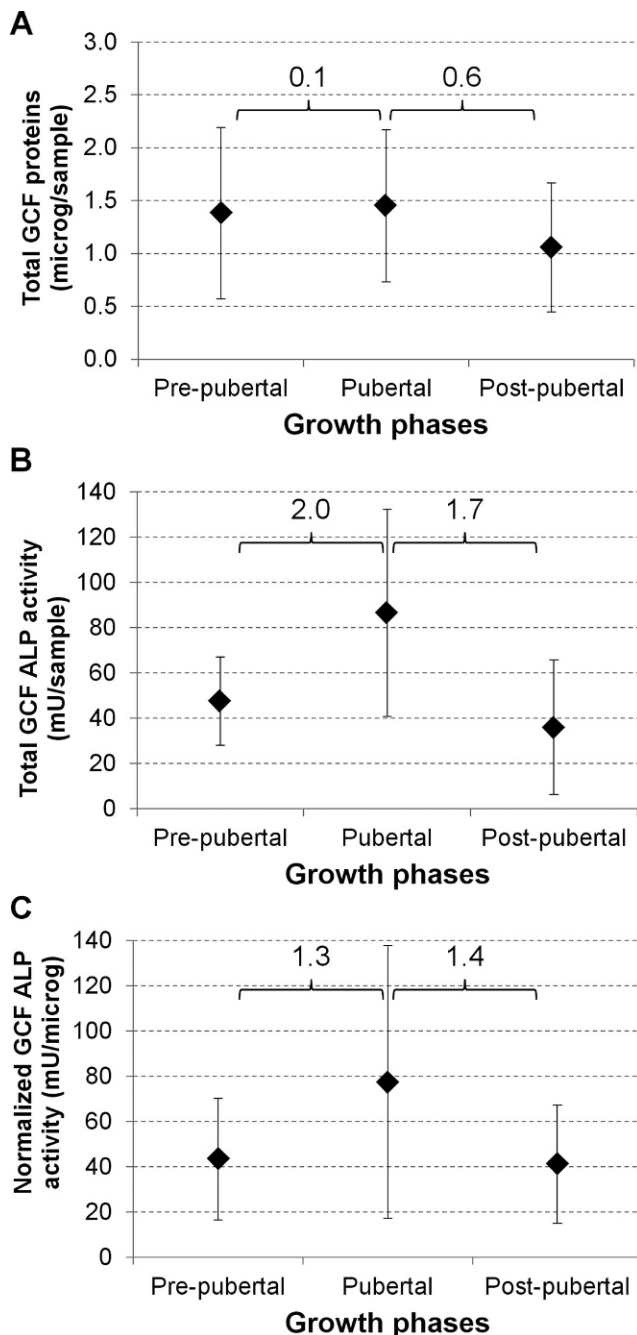 A
Total GCF proteins
(microg/sample)
3.0
2.5
2.0
1.5
1.0
0.5
0.0
0.1
0.6
Pre-pubertal Pubertal Post-pubertal
Growth phases
B
Total GCF ALP activity
(mU/sample)
140
120
100
80
60
40
20
0
2.0
1.7
Pre-pubertal Pubertal Post-pubertal
Growth phases
C
Normalized GCF ALP
activity (mU/microg)
140
120
100
80
60
40
20
0
1.3
1.4
Pre-pubertal Pubertal Post-pubertal
Growth phases